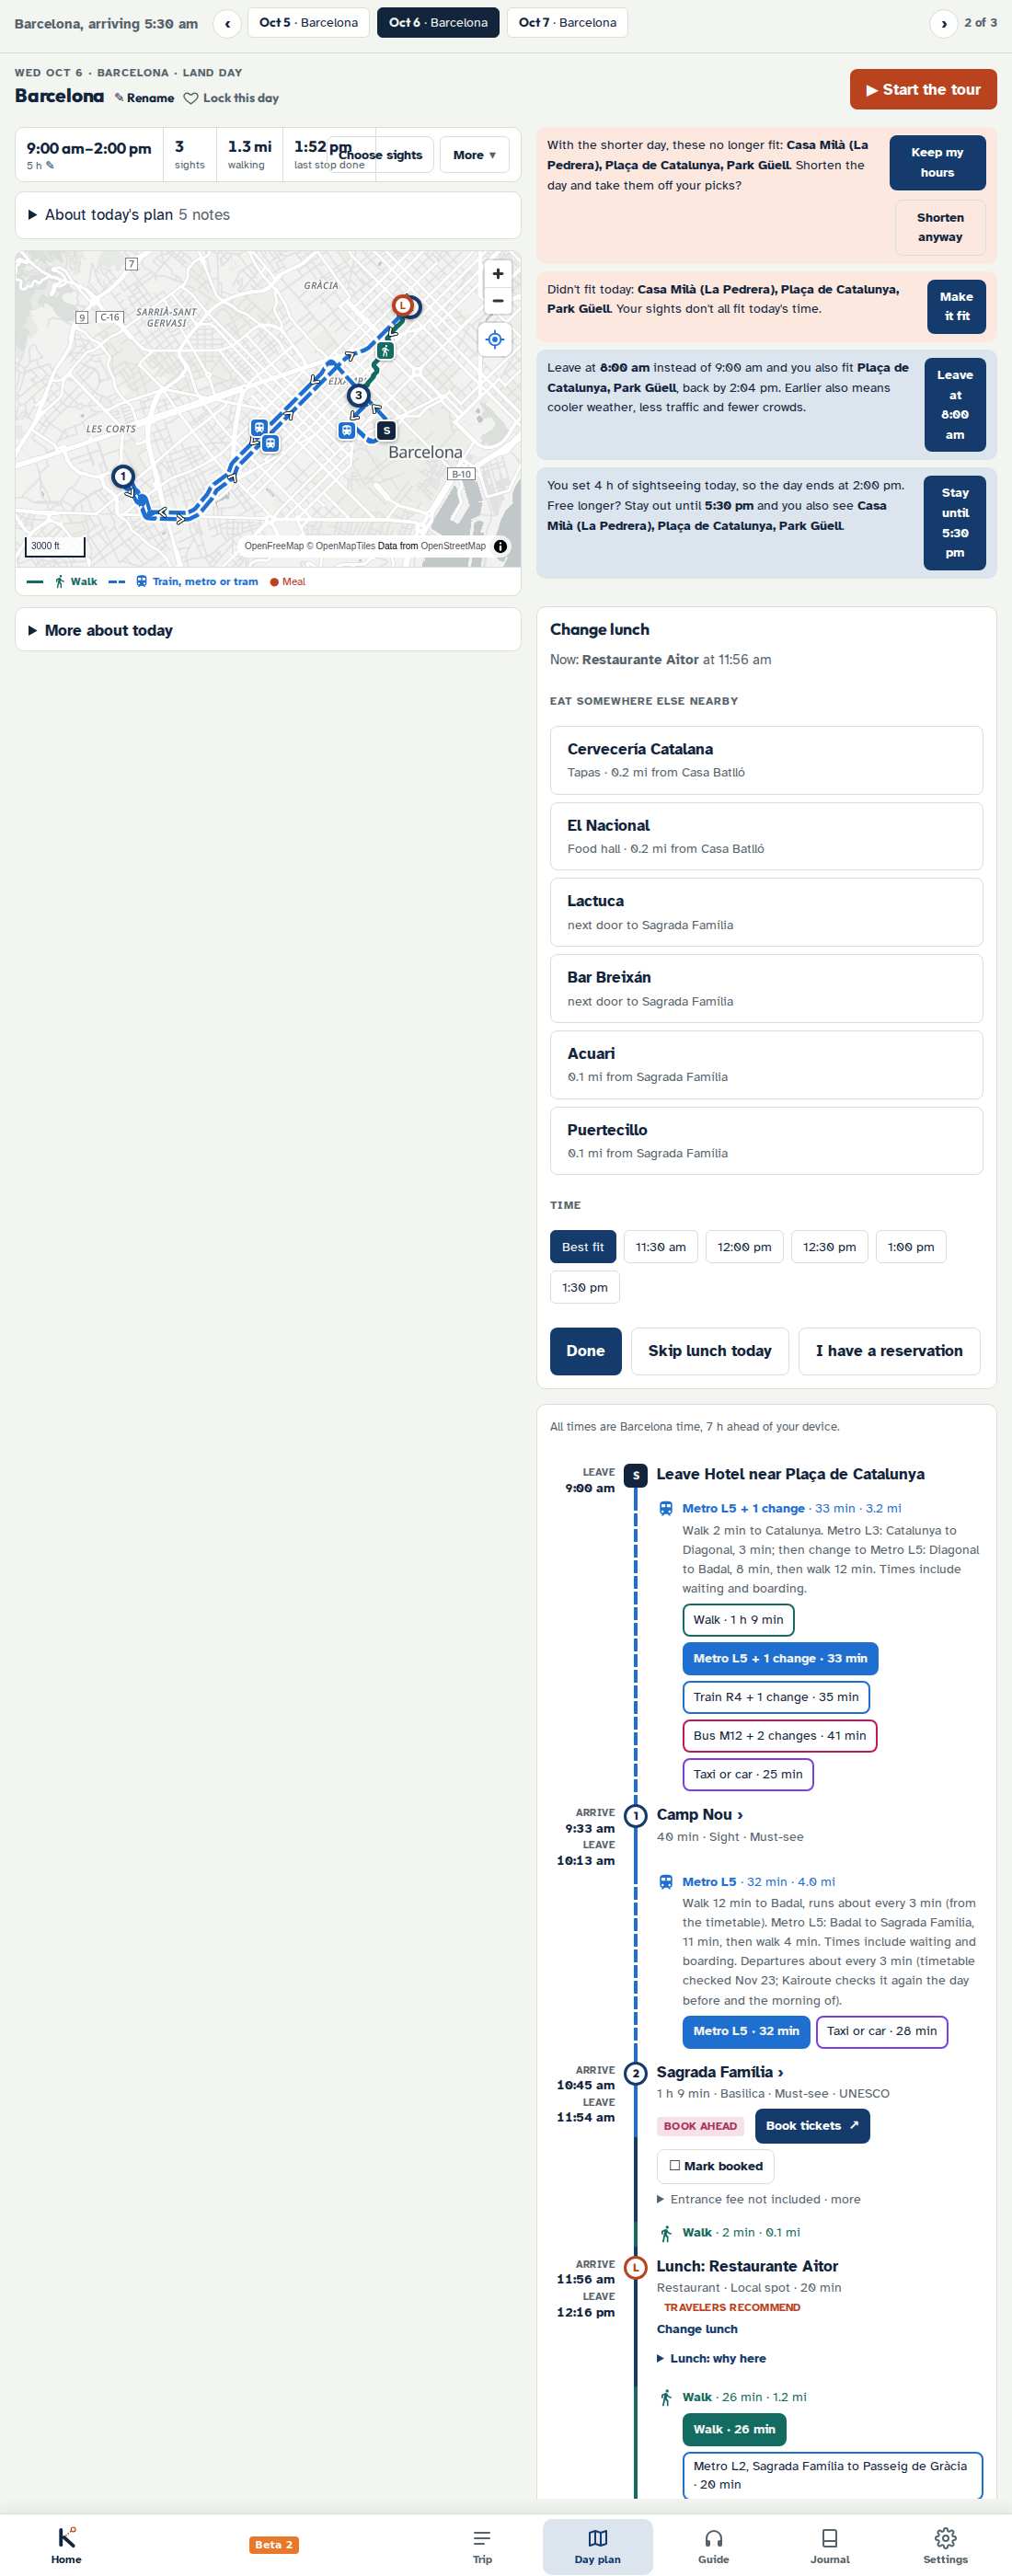 Barcelona, arriving 5:30 am
‹
Oct 5 · Barcelona
Oct 6 · Barcelona
Oct 7 · Barcelona
›
2 of 3
WED OCT 6 · BARCELONA · LAND DAY
Barcelona
✎ Rename
Lock this day
▶ Start the tour
9:00 am–2:00 pm
5 h ✎
3
sights
1.3 mi
walking
1:52 pm
last stop done
Choose sights
More ▼
▶ About today's plan 5 notes
7
GRÀCIA
9
C-16
SARRIÀ-SANT
GERVASI
L
3
S
LES CORTS
Barcelona
B-10
1
+
−
3000 ft
OpenFreeMap © OpenMapTiles Data from OpenStreetMap
Walk
Train, metro or tram
Meal
▶ More about today
With the shorter day, these no longer fit: Casa Milà (La
Pedrera), Plaça de Catalunya, Park Güell. Shorten the
day and take them off your picks?
Keep my
hours
Shorten
anyway
Didn't fit today: Casa Milà (La Pedrera), Plaça de Catalunya,
Park Güell. Your sights don't all fit today's time.
Make
it fit
Leave at 8:00 am instead of 9:00 am and you also fit Plaça de
Catalunya, Park Güell, back by 2:04 pm. Earlier also means
cooler weather, less traffic and fewer crowds.
Leave
at
8:00
am
You set 4 h of sightseeing today, so the day ends at 2:00 pm.
Free longer? Stay out until 5:30 pm and you also see Casa
Milà (La Pedrera), Plaça de Catalunya, Park Güell.
Stay
until
5:30
pm
Change lunch
Now: Restaurante Aitor at 11:56 am
EAT SOMEWHERE ELSE NEARBY
Cervecería Catalana
Tapas · 0.2 mi from Casa Batlló
El Nacional
Food hall · 0.2 mi from Casa Batlló
Lactuca
next door to Sagrada Família
Bar Breixán
next door to Sagrada Família
Acuari
0.1 mi from Sagrada Família
Puertecillo
0.1 mi from Sagrada Família
TIME
Best fit
11:30 am
12:00 pm
12:30 pm
1:00 pm
1:30 pm
Done
Skip lunch today
I have a reservation
All times are Barcelona time, 7 h ahead of your device.
LEAVE
9:00 am
S
Leave Hotel near Plaça de Catalunya
Metro L5 + 1 change · 33 min · 3.2 mi
Walk 2 min to Catalunya. Metro L3: Catalunya to
Diagonal, 3 min; then change to Metro L5: Diagonal
to Badal, 8 min, then walk 12 min. Times include
waiting and boarding.
Walk · 1 h 9 min
Metro L5 + 1 change · 33 min
Train R4 + 1 change · 35 min
Bus M12 + 2 changes · 41 min
Taxi or car · 25 min
ARRIVE
9:33 am
LEAVE
10:13 am
1
Camp Nou ›
40 min · Sight · Must-see
Metro L5 · 32 min · 4.0 mi
Walk 12 min to Badal, runs about every 3 min (from
the timetable). Metro L5: Badal to Sagrada Família,
11 min, then walk 4 min. Times include waiting and
boarding. Departures about every 3 min (timetable
checked Nov 23; Kairoute checks it again the day
before and the morning of).
Metro L5 · 32 min
Taxi or car · 28 min
ARRIVE
10:45 am
LEAVE
11:54 am
2
Sagrada Família ›
1 h 9 min · Basilica · Must-see · UNESCO
BOOK AHEAD
Book tickets ↗
☐ Mark booked
▶ Entrance fee not included · more
Walk · 2 min · 0.1 mi
ARRIVE
11:56 am
LEAVE
12:16 pm
L
Lunch: Restaurante Aitor
Restaurant · Local spot · 20 min
TRAVELERS RECOMMEND
Change lunch
▶ Lunch: why here
Walk · 26 min · 1.2 mi
Walk · 26 min
Metro L2, Sagrada Família to Passeig de Gràcia
· 20 min
Home
Beta 2
Trip
Day plan
Guide
Journal
Settings